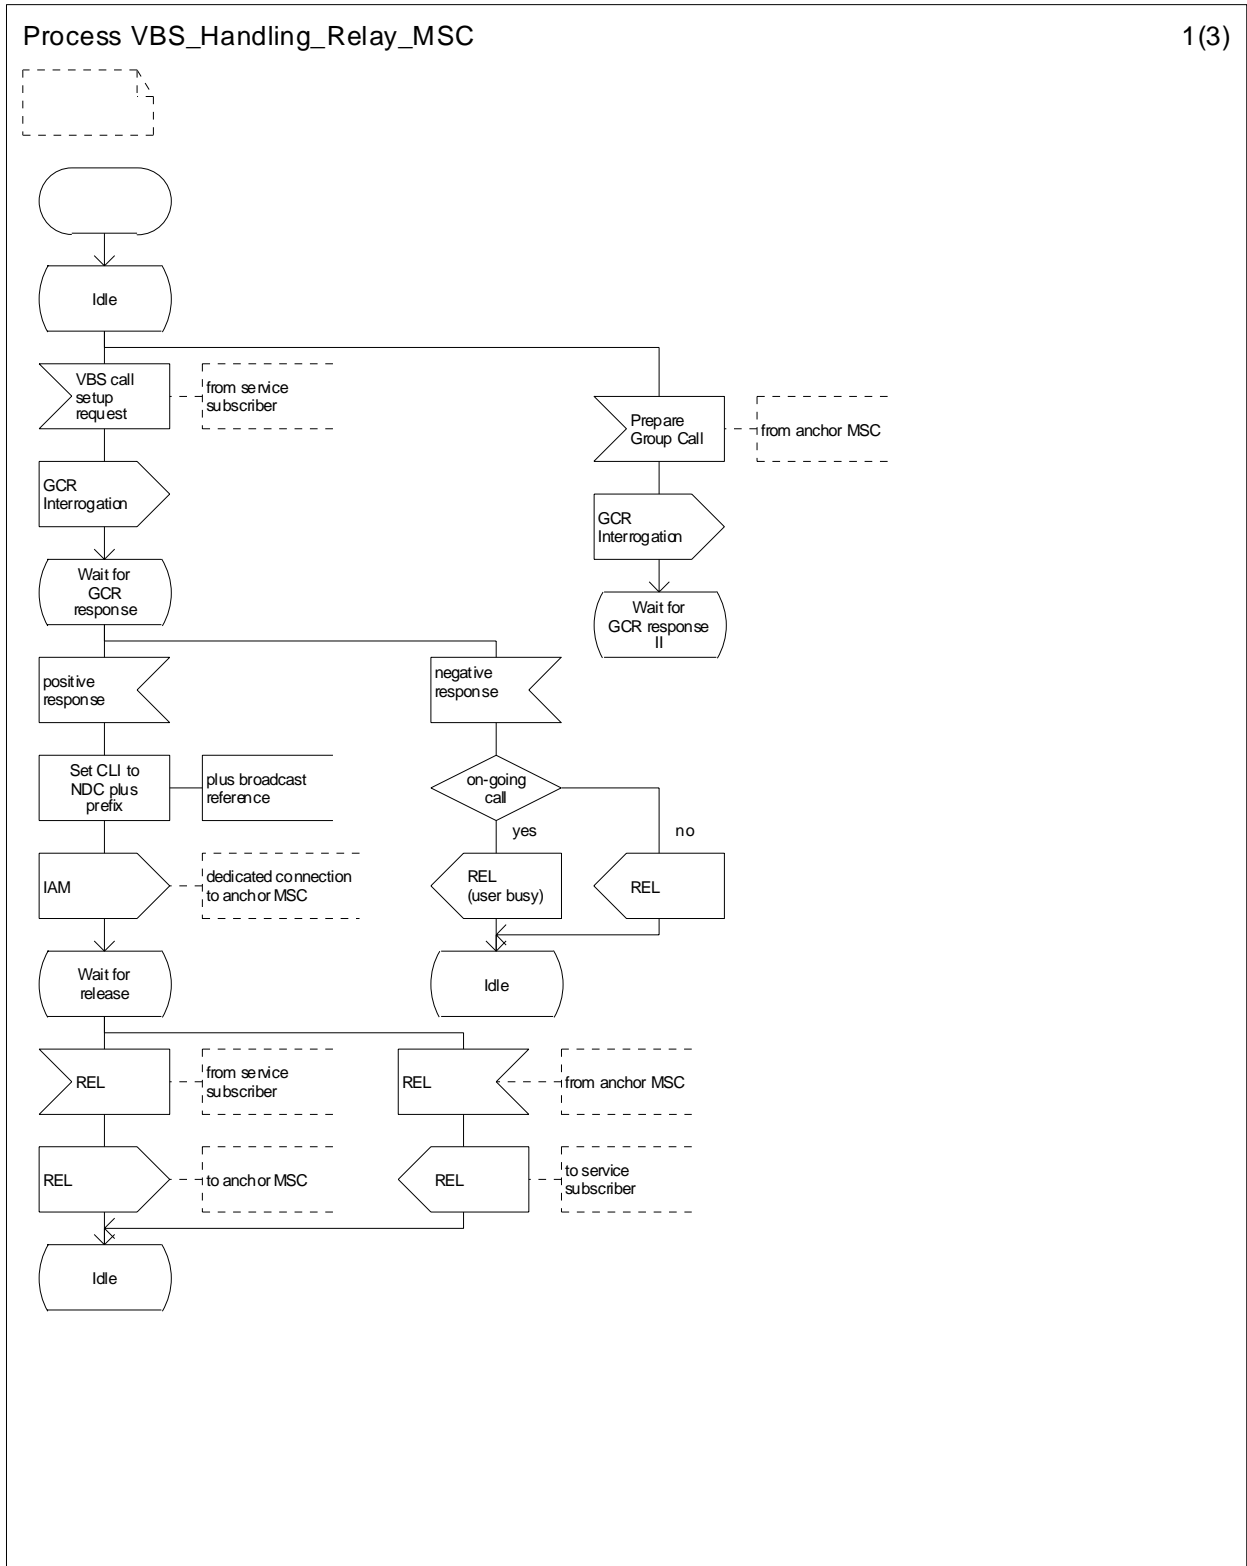 Process VBS_Handling_Relay_MSC
1(3)
Idle
VBS call
setup
request
from service
subscriber
Prepare
Group Call
from anchor MSC
GCR
Interrogation
GCR
Interrogation
Wait for
GCR
response
Wait for
GCR response
II
positive
response
negative
response
Set CLI to
NDC plus
prefix
plus broadcast
reference
on-going
call
yes
no
IAM
dedicated connection
to anchor MSC
REL
(user busy)
REL
Wait for
release
Idle
REL
from service
subscriber
REL
from anchor MSC
REL
to anchor MSC
REL
to service
subscriber
Idle